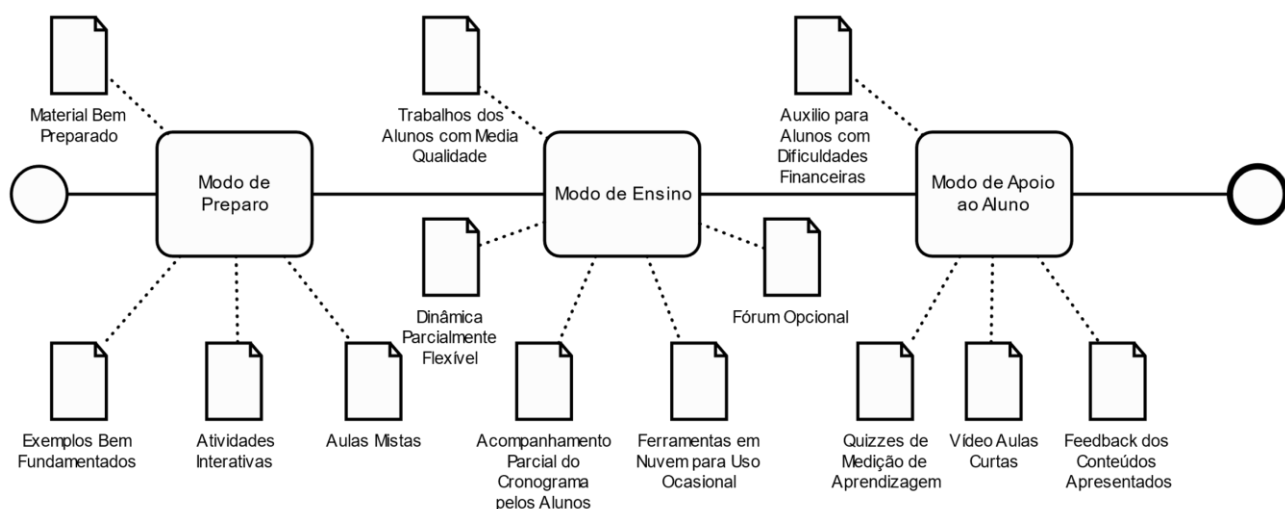 Material Bem
Preparado
Trabalhos dos
Alunos com Media
Qualidade
Auxilio para
Alunos com
Dificuldades
Financeiras
Modo de
Preparo
Modo de Ensino
Modo de Apoio
ao Aluno
Dinâmica
Parcialmente
Flexível
Fórum Opcional
Exemplos Bem
Fundamentados
Atividades
Interativas
Aulas Mistas
Acompanhamento
Parcial do
Cronograma
pelos Alunos
Ferramentas em
Nuvem para Uso
Ocasional
Quizzes de
Medição de
Aprendizagem
Vídeo Aulas
Curtas
Feedback dos
Conteúdos
Apresentados